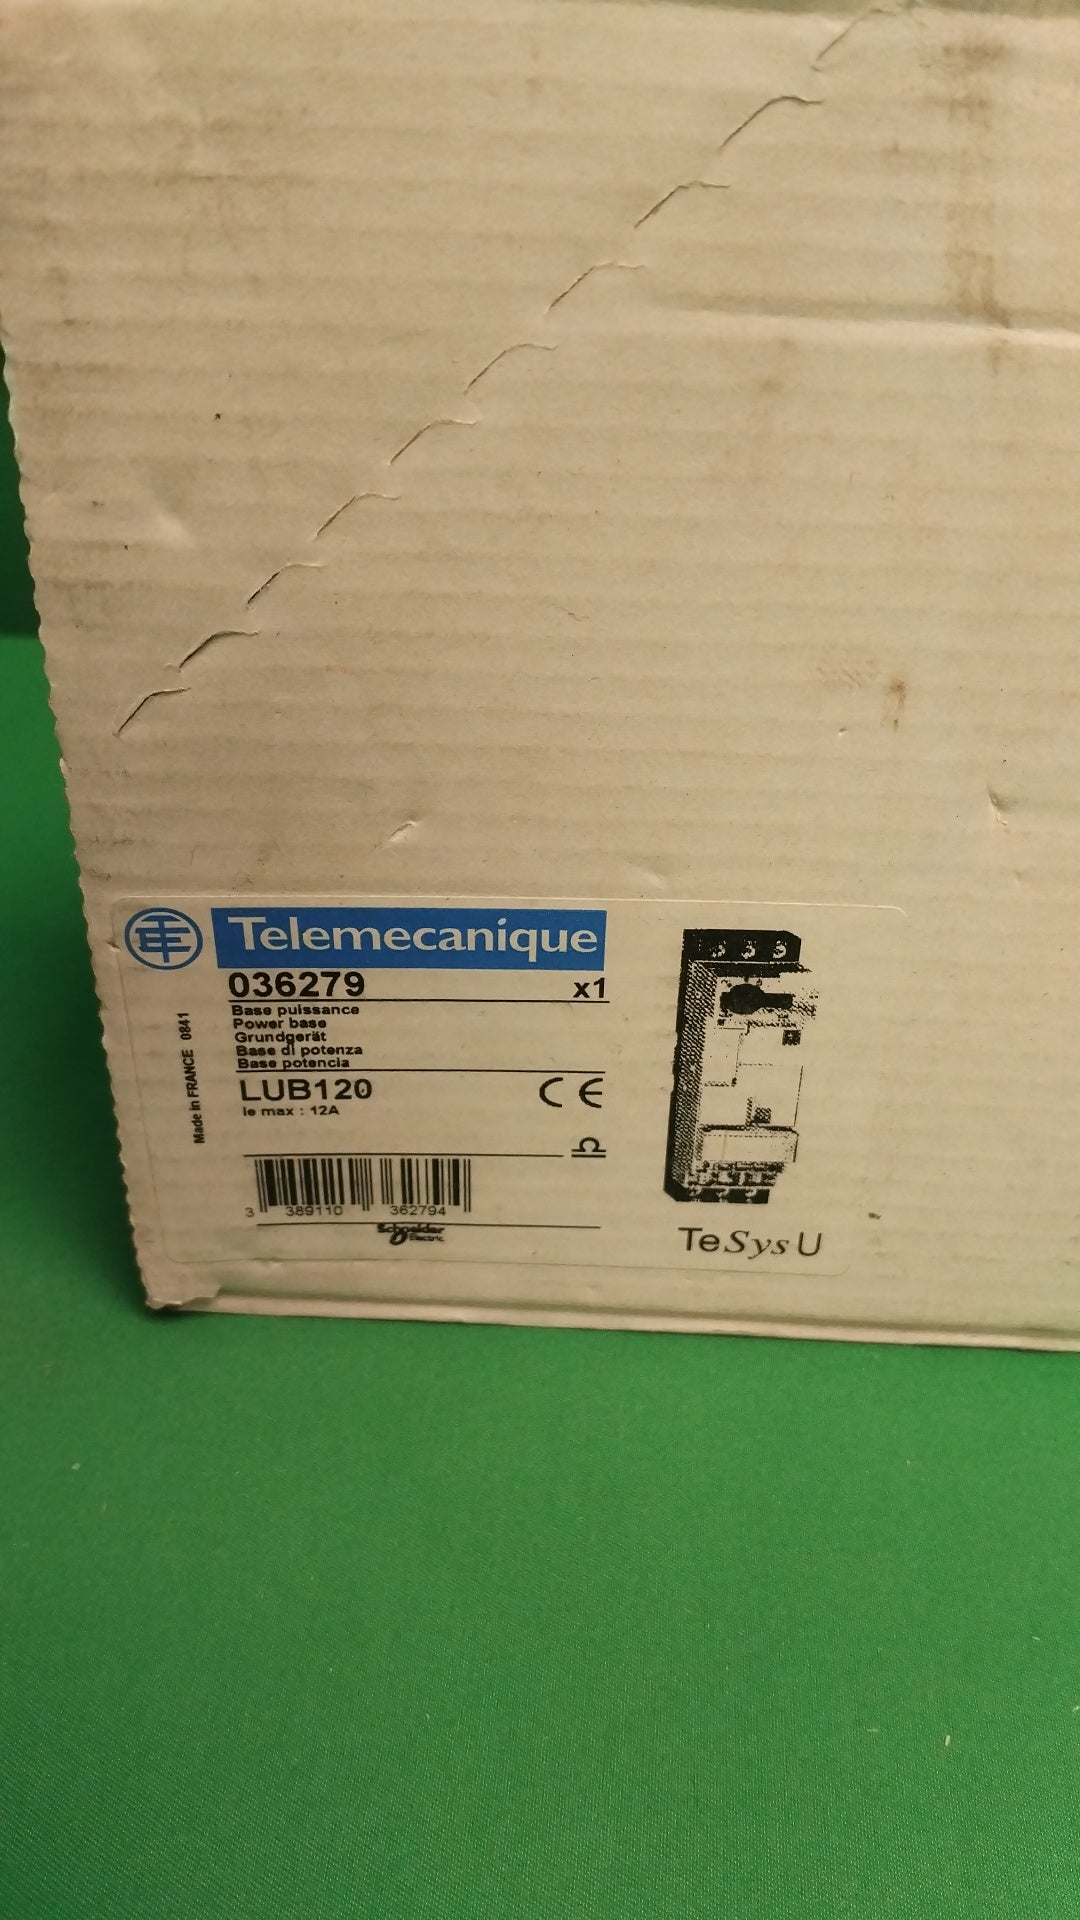 Telemecanique
036279 x1
Base puissance
Power base
Grundgerät
Base di potenza
Base potencia
LUB120
Ie max : 12A
CE
Made in FRANCE 0841
3 389110 362794
Schneider
Electric
TeSys U